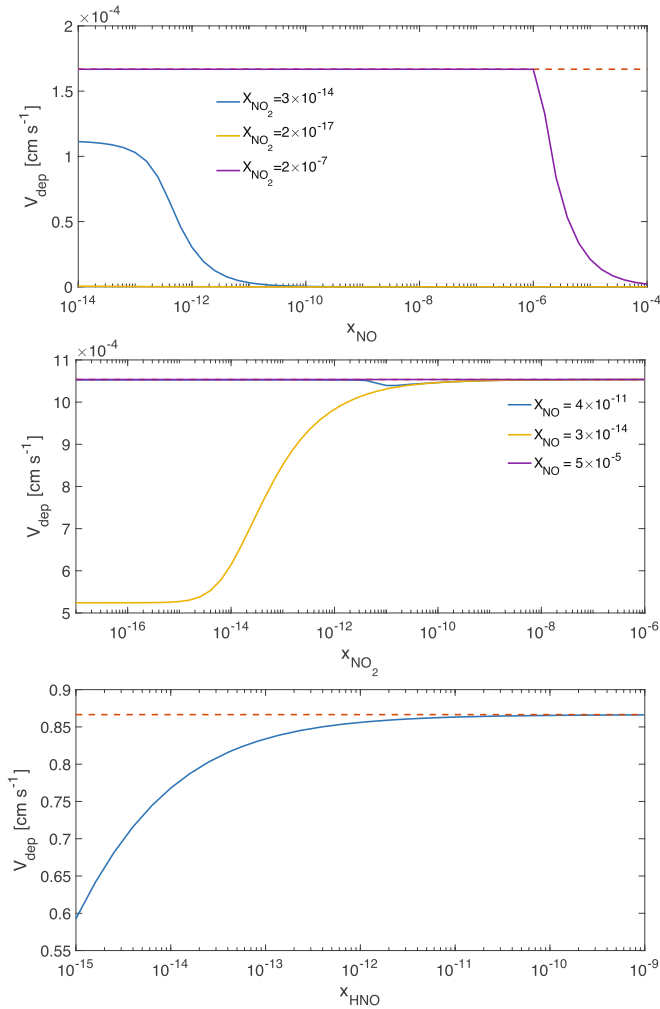 ×10⁻⁴
2
1.5
1
0.5
0
V_dep [cm s⁻¹]
X_NO₂=3×10⁻¹⁴
X_NO₂=2×10⁻¹⁷
X_NO₂=2×10⁻⁷
10⁻¹⁴ 10⁻¹² 10⁻¹⁰ 10⁻⁸ 10⁻⁶ 10⁻⁴
x_NO
×10⁻⁴
11
10
9
8
7
6
5
V_dep [cm s⁻¹]
X_NO = 4×10⁻¹¹
X_NO = 3×10⁻¹⁴
X_NO = 5×10⁻⁵
10⁻¹⁶ 10⁻¹⁴ 10⁻¹² 10⁻¹⁰ 10⁻⁸ 10⁻⁶
x_NO₂
0.9
0.85
0.8
0.75
0.7
0.65
0.6
0.55
V_dep [cm s⁻¹]
10⁻¹⁵ 10⁻¹⁴ 10⁻¹³ 10⁻¹² 10⁻¹¹ 10⁻¹⁰ 10⁻⁹
x_HNO